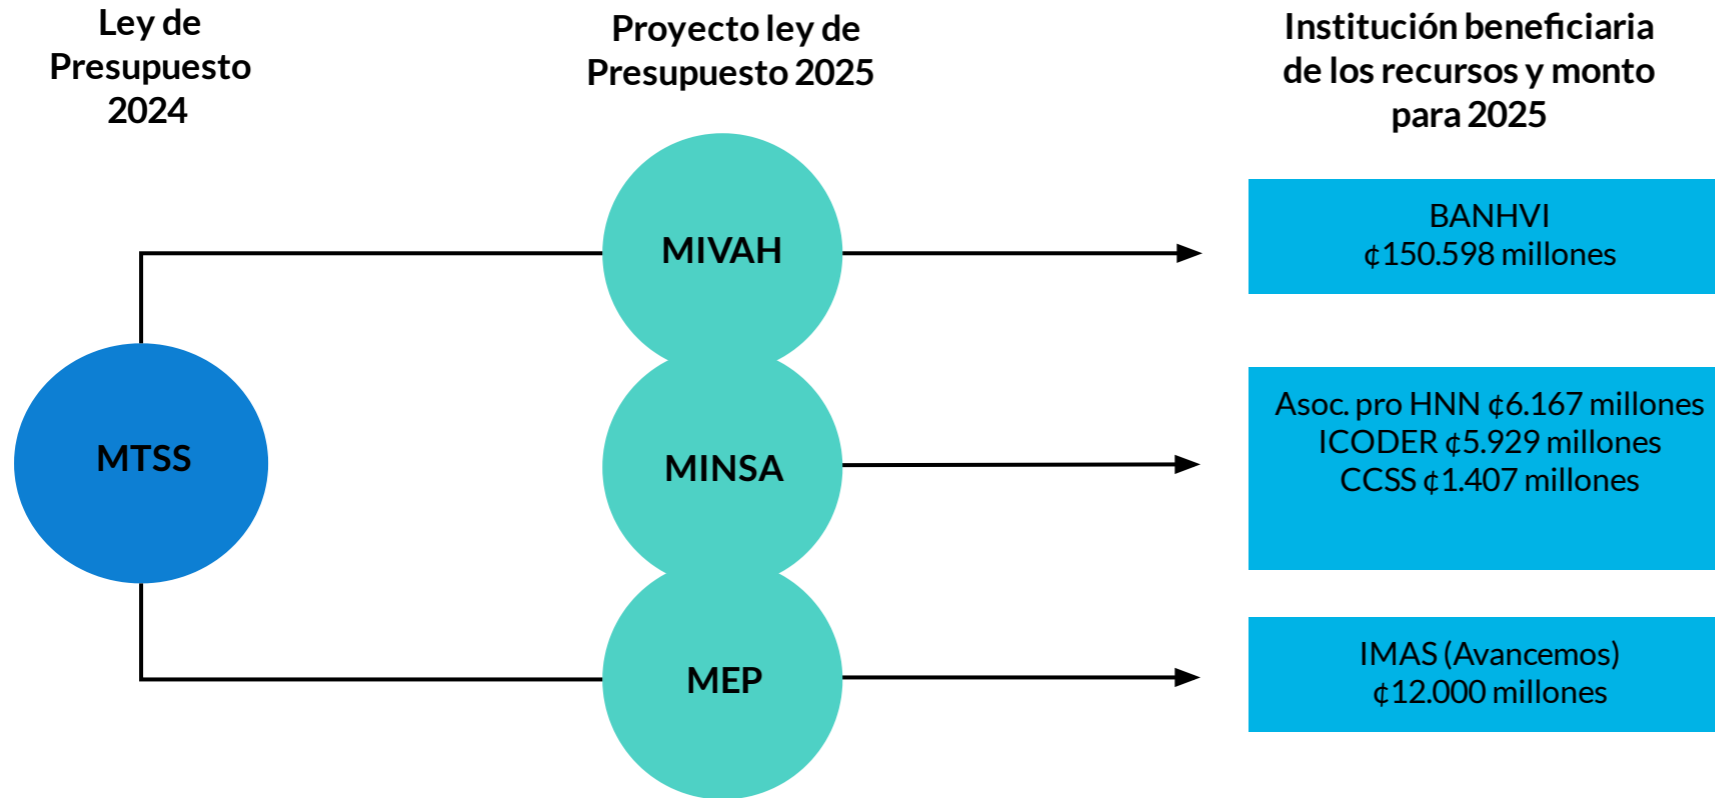 Ley de
Presupuesto
2024
Proyecto ley de
Presupuesto 2025
Institución beneficiaria
de los recursos y monto
para 2025
MTSS
MIVAH
BANHVI
¢150.598 millones
MINSA
Asoc. pro HNN ¢6.167 millones
ICODER ¢5.929 millones
CCSS ¢1.407 millones
MEP
IMAS (Avancemos)
¢12.000 millones